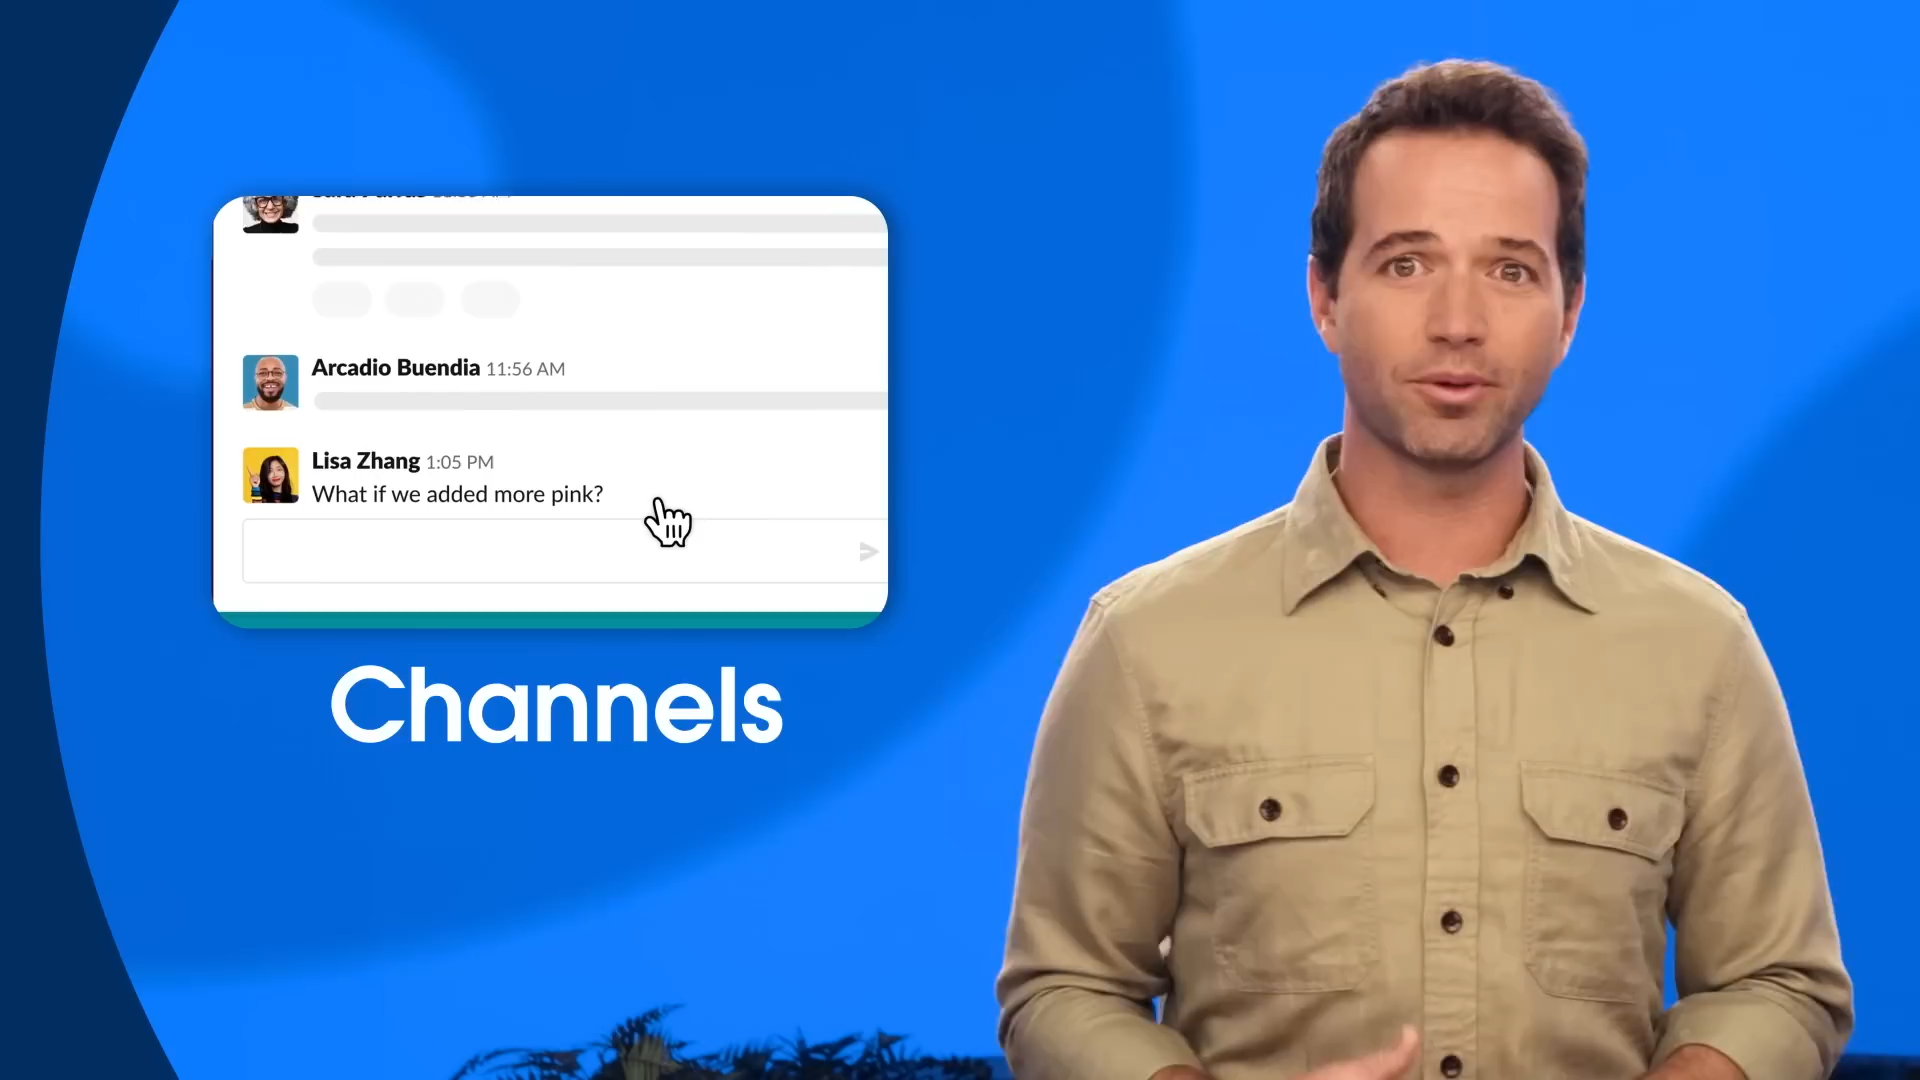 Arcadio Buendia 11:56 AM
Lisa Zhang 1:05 PM
What if we added more pink?
Channels